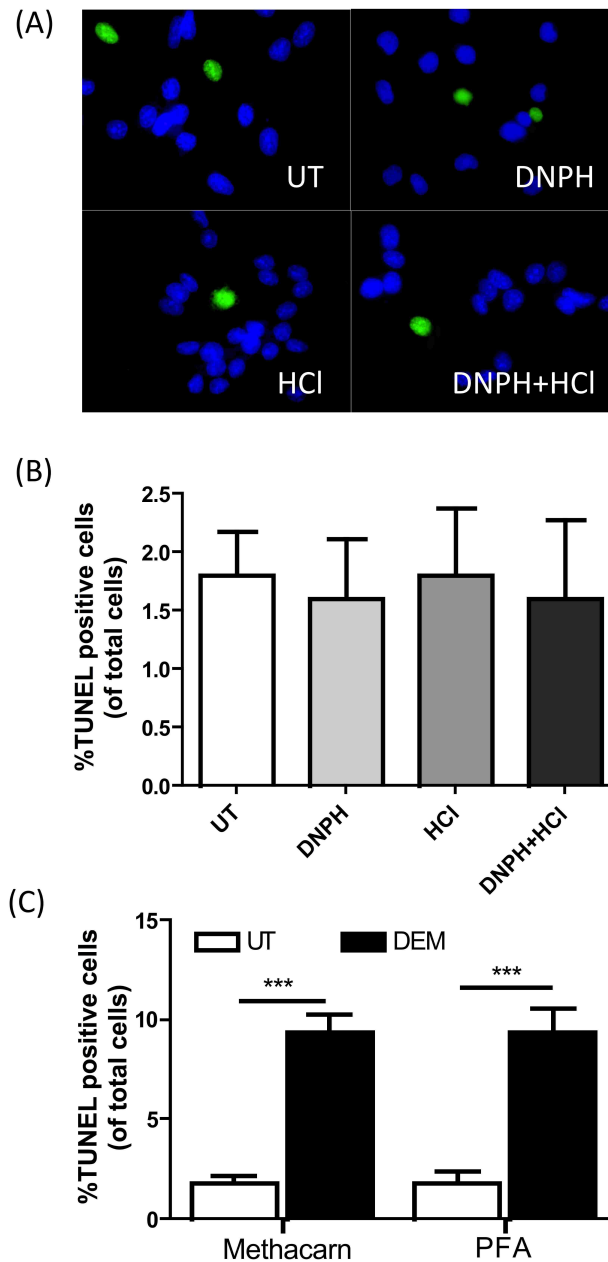 (A)
UT
DNPH
HCl
DNPH+HCl
(B)
%TUNEL positive cells
(of total cells)
2.5
2.0
1.5
1.0
0.5
0.0
UT
DNPH
HCl
DNPH+HCl
(C)
%TUNEL positive cells
(of total cells)
15
10
5
0
UT
DEM
***
***
Methacarn
PFA